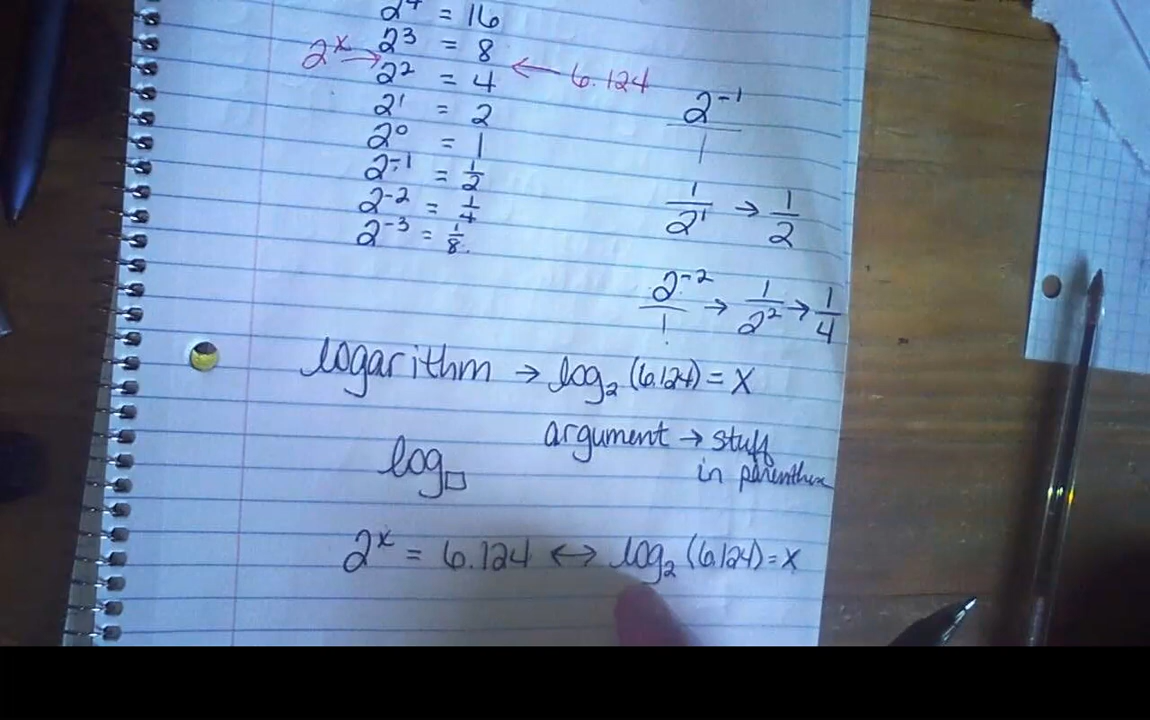 2⁴ = 16
2³ = 8
2ˣ → 2² = 4 ← 6.124
2¹ = 2
2⁰ = 1
2⁻¹ = 1/2
2⁻² = 1/4
2⁻³ = 1/8
2⁻¹/1
1/2¹ → 1/2
2⁻²/1 → 1/2² → 1/4
logarithm → log₂ (6.124) = x
argument → stuff
in parenthese
log□
2ˣ = 6.124 ↔ log₂ (6.124) = x